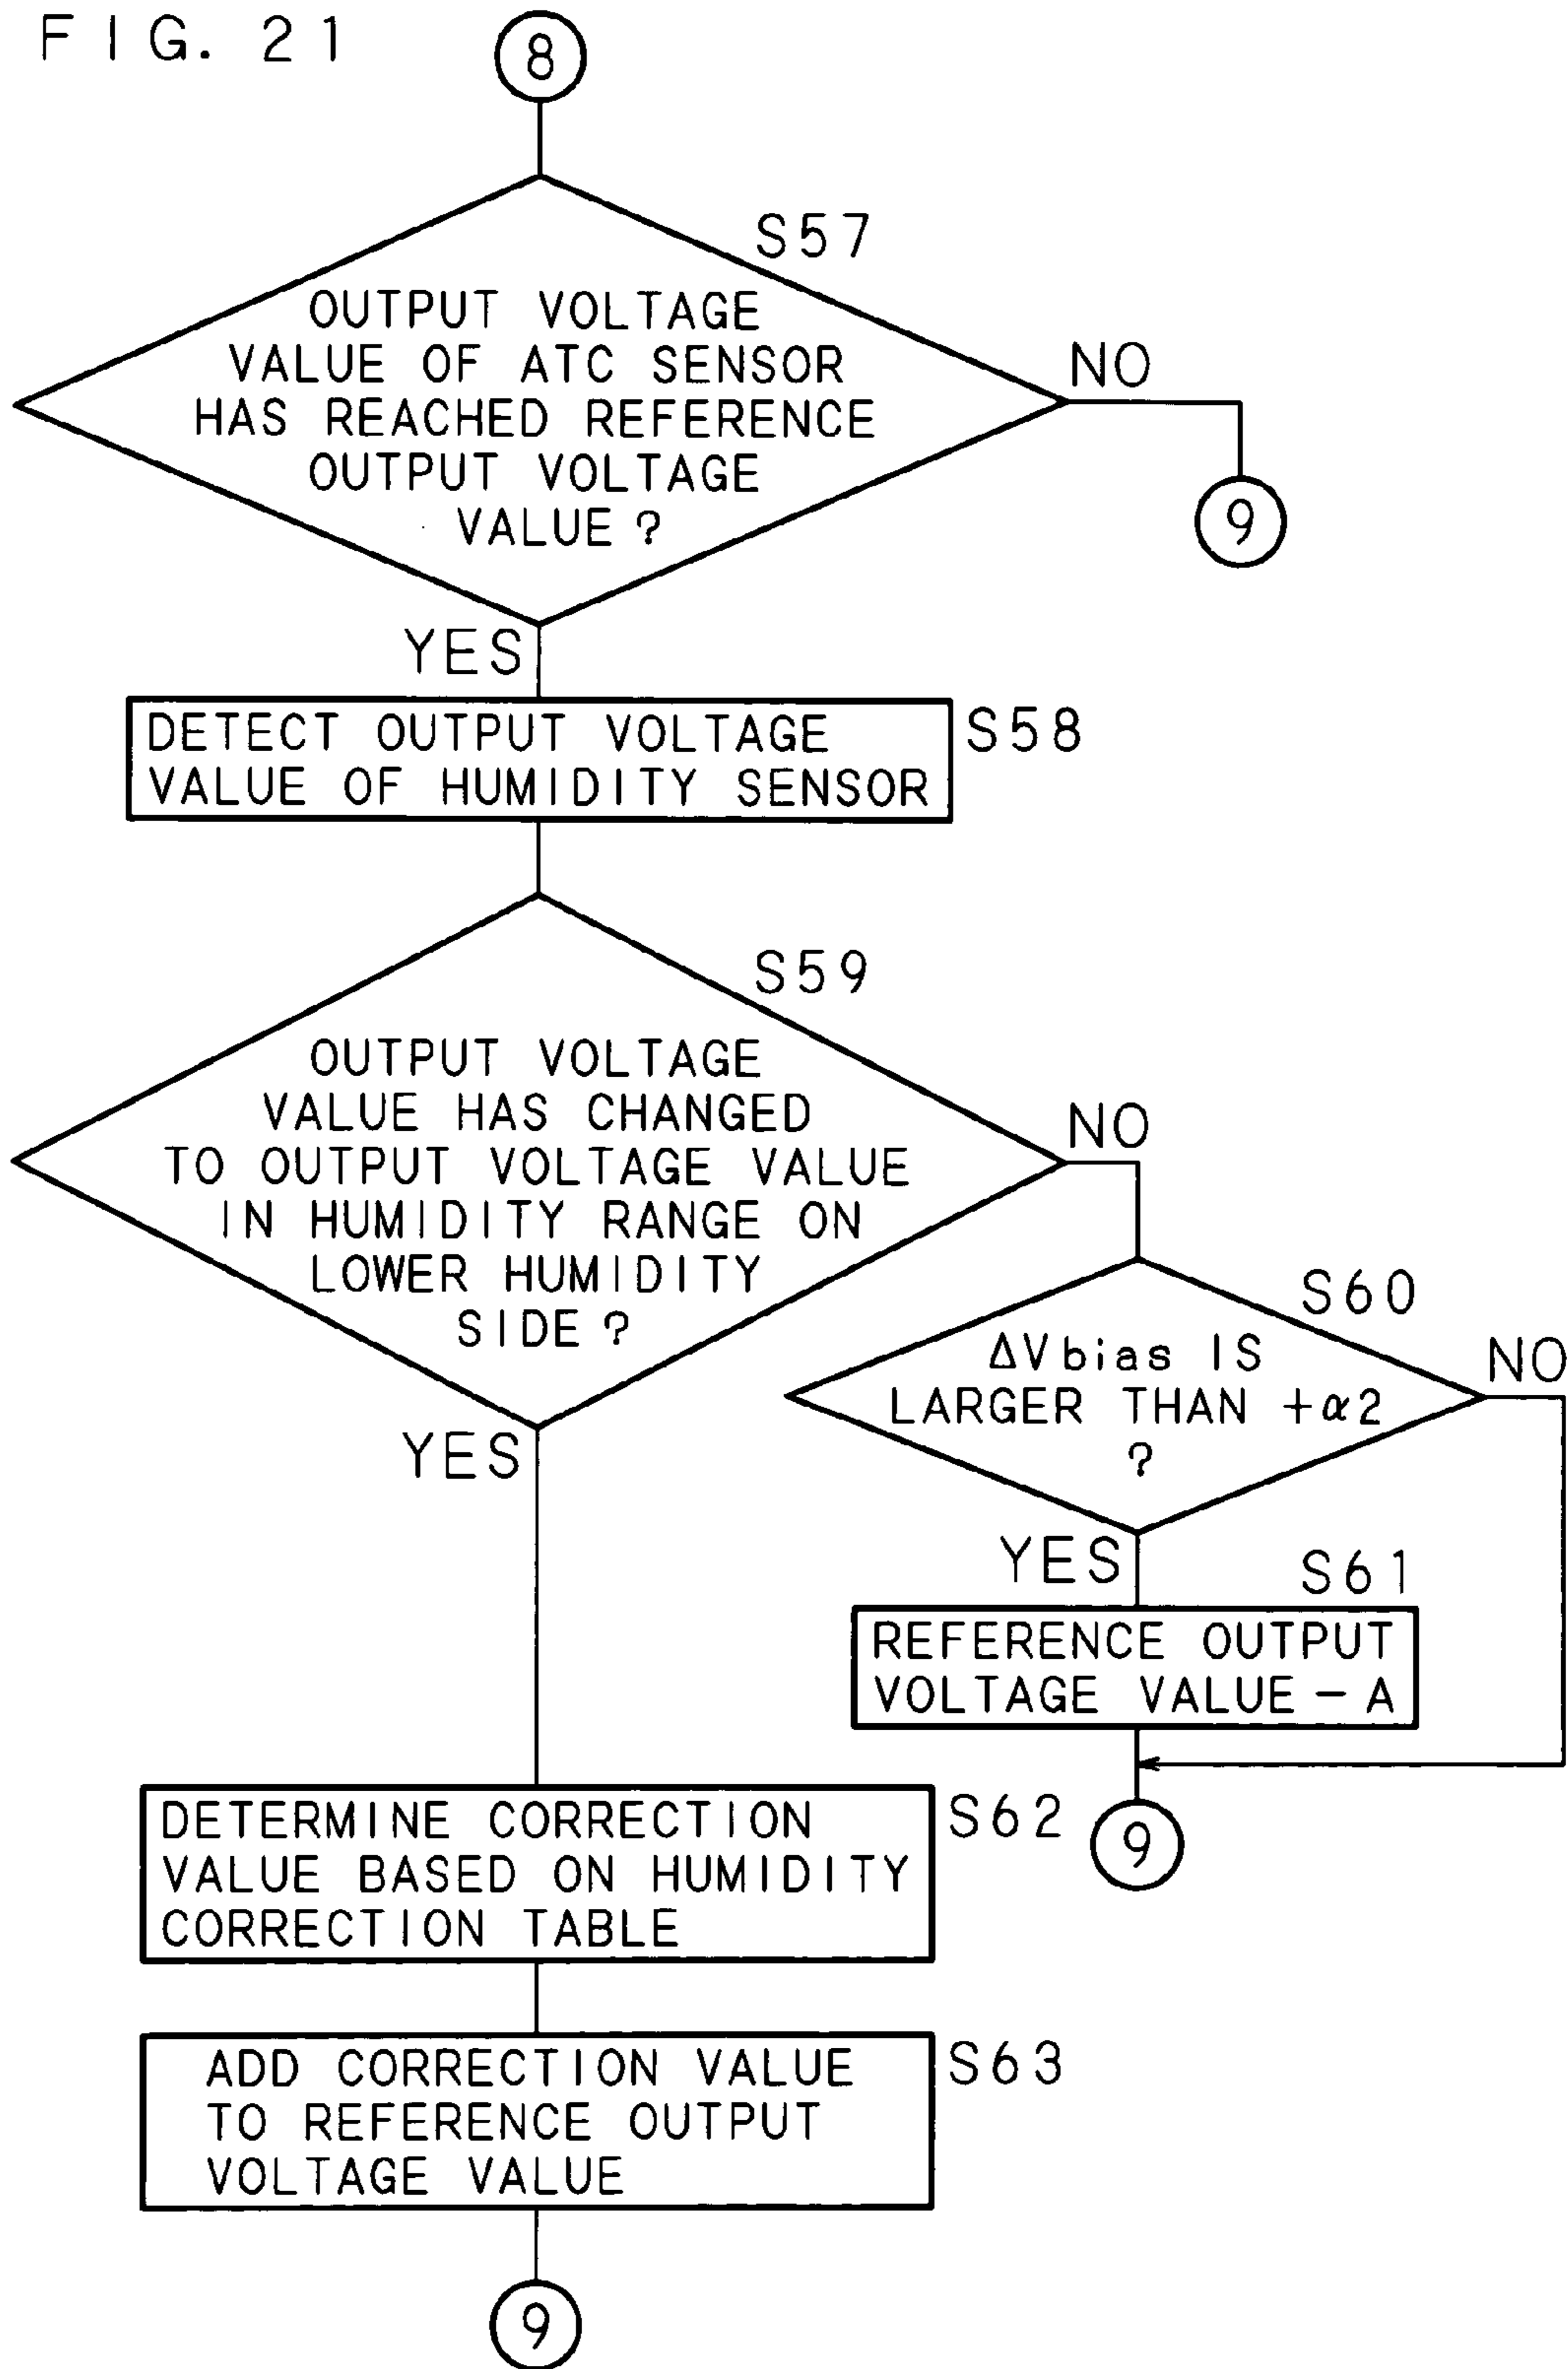 FIG. 21
8
S57
OUTPUT VOLTAGE
VALUE OF ATC SENSOR
HAS REACHED REFERENCE
OUTPUT VOLTAGE
VALUE?
NO
9
YES
DETECT OUTPUT VOLTAGE
VALUE OF HUMIDITY SENSOR
S58
S59
OUTPUT VOLTAGE
VALUE HAS CHANGED
TO OUTPUT VOLTAGE VALUE
IN HUMIDITY RANGE ON
LOWER HUMIDITY
SIDE?
NO
YES
S60
ΔVbias IS
LARGER THAN +α2
?
NO
YES
S61
REFERENCE OUTPUT
VOLTAGE VALUE-A
9
DETERMINE CORRECTION
VALUE BASED ON HUMIDITY
CORRECTION TABLE
S62
ADD CORRECTION VALUE
TO REFERENCE OUTPUT
VOLTAGE VALUE
S63
9